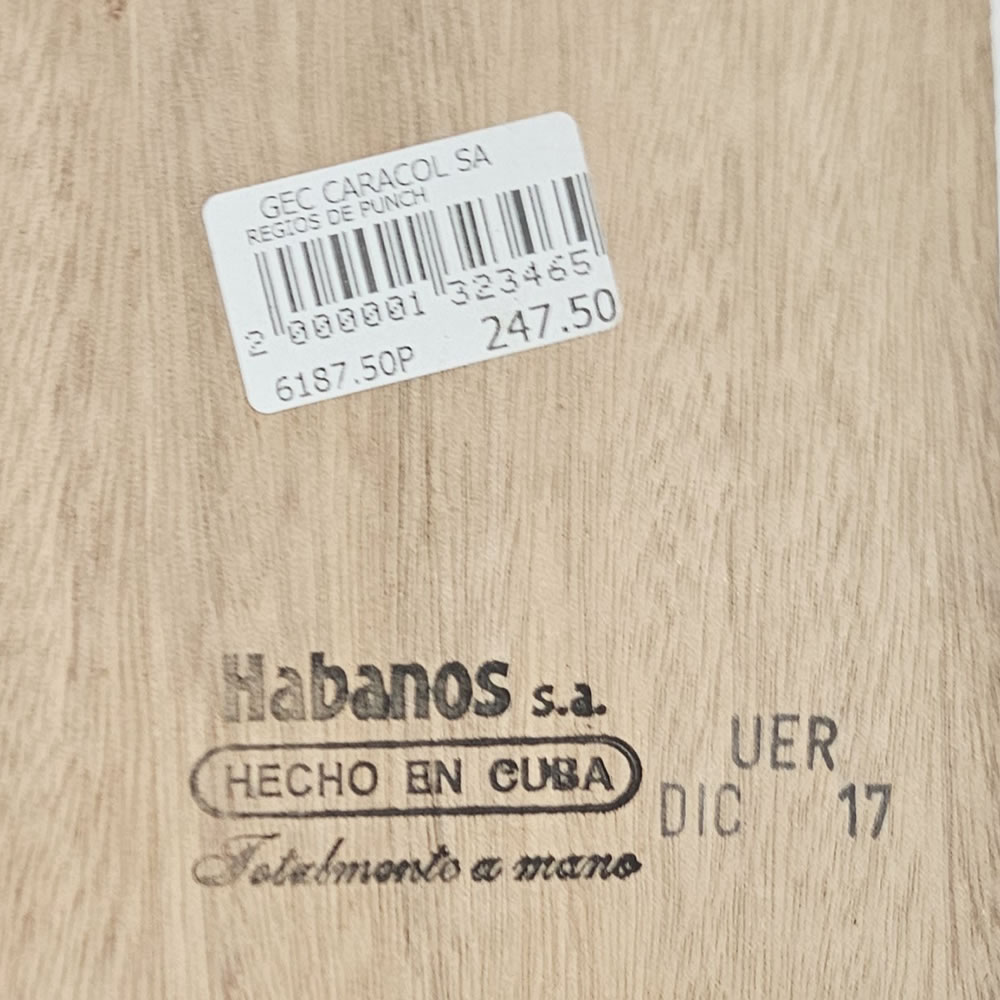 GEC CARACOL SA
REGIOS DE PUNCH
2 000001 323465
6187.50P 247.50
Habanos s.a.
HECHO EN CUBA
Totalmente a mano
UER
DIC 17